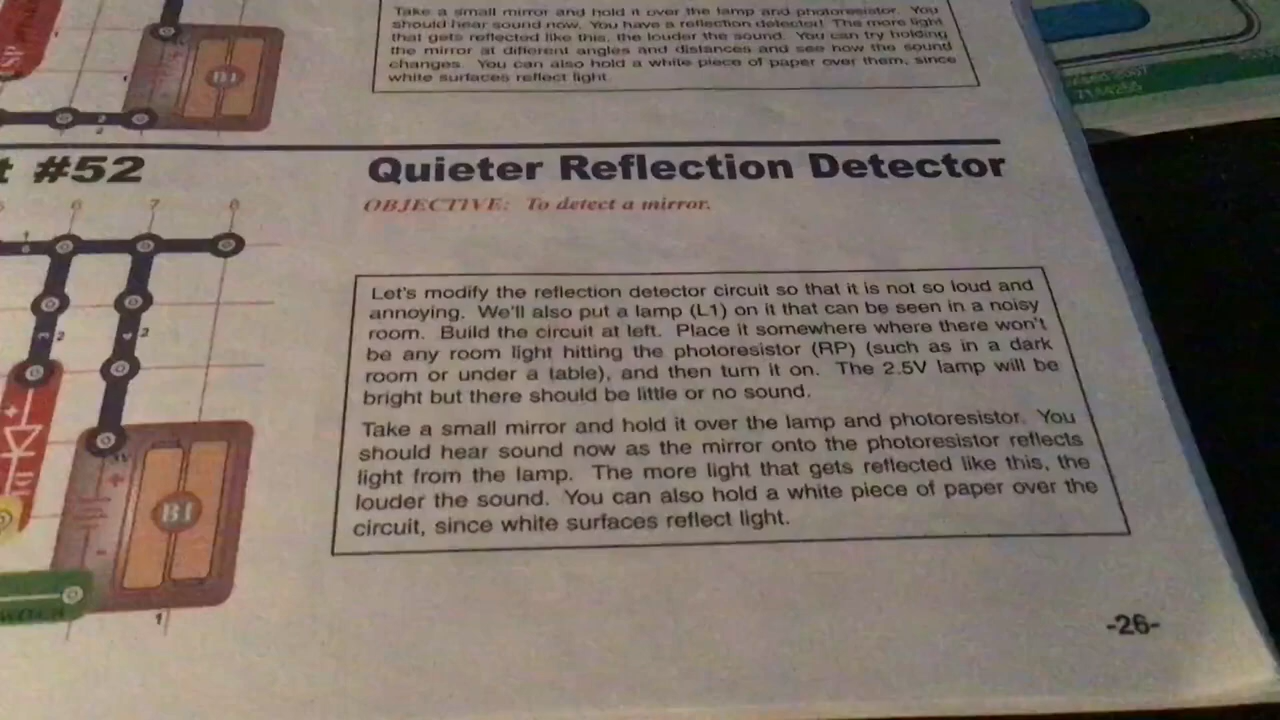 Take a small mirror and hold it over the lamp and photoresistor. You
should hear sound now. You have a reflection detector! The more light
that gets reflected like this, the louder the sound. You can try holding
the mirror at different angles and distances and see how the sound
changes. You can also hold a white piece of paper over them, since
white surfaces reflect light.
B1
2
#52
Quieter Reflection Detector
OBJECTIVE: To detect a mirror.
6 7 8
Let's modify the reflection detector circuit so that it is not so loud and
annoying. We'll also put a lamp (L1) on it that can be seen in a noisy
room. Build the circuit at left. Place it somewhere where there won't
be any room light hitting the photoresistor (RP) (such as in a dark
room or under a table), and then turn it on. The 2.5V lamp will be
bright but there should be little or no sound.
Take a small mirror and hold it over the lamp and photoresistor. You
should hear sound now as the mirror onto the photoresistor reflects
light from the lamp. The more light that gets reflected like this, the
louder the sound. You can also hold a white piece of paper over the
circuit, since white surfaces reflect light.
B1
1
-26-